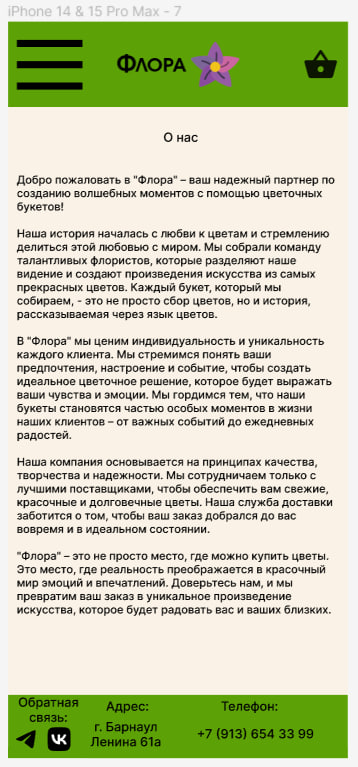 iPhone 14 & 15 Pro Max - 7
Флора
О нас
Добро пожаловать в "Флора" – ваш надежный партнер по
созданию волшебных моментов с помощью цветочных
букетов!
Наша история началась с любви к цветам и стремлению
делиться этой любовью с миром. Мы собрали команду
талантливых флористов, которые разделяют наше
видение и создают произведения искусства из самых
прекрасных цветов. Каждый букет, который мы
собираем, - это не просто сбор цветов, но и история,
рассказываемая через язык цветов.
В "Флора" мы ценим индивидуальность и уникальность
каждого клиента. Мы стремимся понять ваши
предпочтения, настроение и событие, чтобы создать
идеальное цветочное решение, которое будет выражать
ваши чувства и эмоции. Мы гордимся тем, что наши
букеты становятся частью особых моментов в жизни
наших клиентов – от важных событий до ежедневных
радостей.
Наша компания основывается на принципах качества,
творчества и надежности. Мы сотрудничаем только с
лучшими поставщиками, чтобы обеспечить вам свежие,
красочные и долговечные цветы. Наша служба доставки
заботится о том, чтобы ваш заказ добрался до вас
вовремя и в идеальном состоянии.
"Флора" – это не просто место, где можно купить цветы.
Это место, где реальность преображается в красочный
мир эмоций и впечатлений. Доверьтесь нам, и мы
превратим ваш заказ в уникальное произведение
искусства, которое будет радовать вас и ваших близких.
Обратная
связь:
Адрес:
г. Барнаул
Ленина 61а
Телефон:
+7 (913) 654 33 99